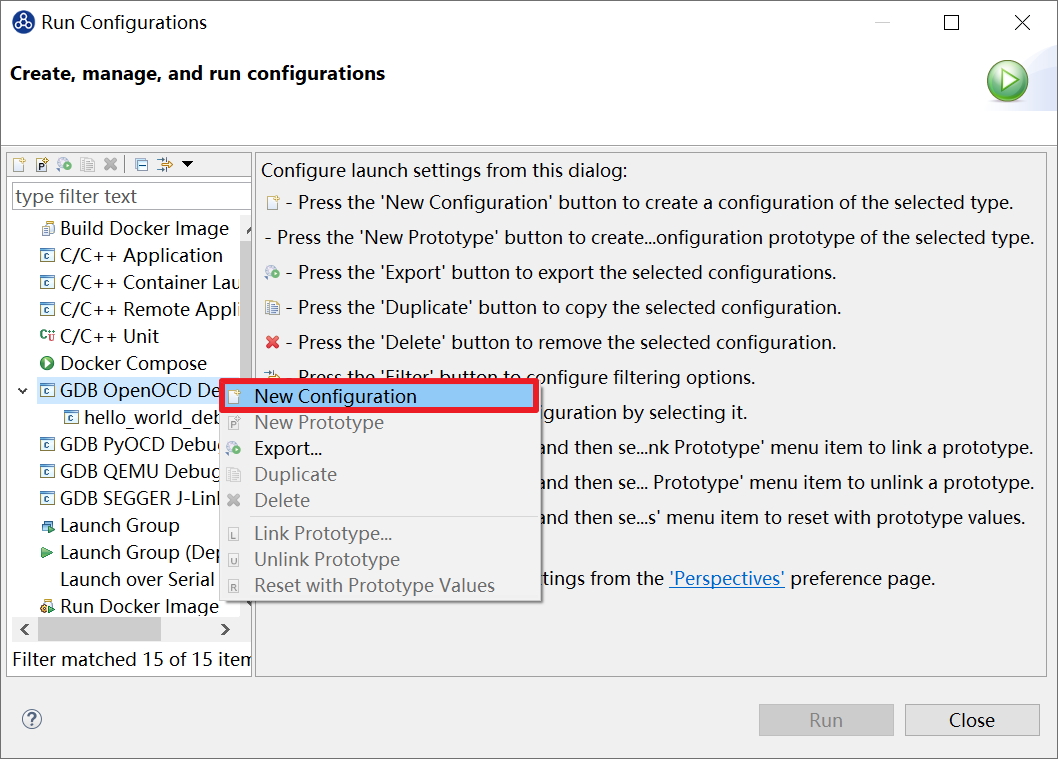 Run Configurations
Create, manage, and run configurations
type filter text
Build Docker Image
C/C++ Application
C/C++ Container Lau
C/C++ Remote Appli
C/C++ Unit
Docker Compose
GDB OpenOCD De
hello_world_deb
GDB PyOCD Debug
GDB QEMU Debug
GDB SEGGER J-Link
Launch Group
Launch Group (Dep
Launch over Serial
Run Docker Image
Filter matched 15 of 15 item
Configure launch settings from this dialog:
- Press the 'New Configuration' button to create a configuration of the selected type.
- Press the 'New Prototype' button to create...onfiguration prototype of the selected type.
- Press the 'Export' button to export the selected configurations.
- Press the 'Duplicate' button to copy the selected configuration.
- Press the 'Delete' button to remove the selected configuration.
- Press the 'Filter' button to configure filtering options.
guration by selecting it.
and then se...nk Prototype' menu item to link a prototype.
and then se... Prototype' menu item to unlink a prototype.
and then se...s' menu item to reset with prototype values.
tings from the 'Perspectives' preference page.
New Configuration
New Prototype
Export...
Duplicate
Delete
Link Prototype...
Unlink Prototype
Reset with Prototype Values
Run
Close